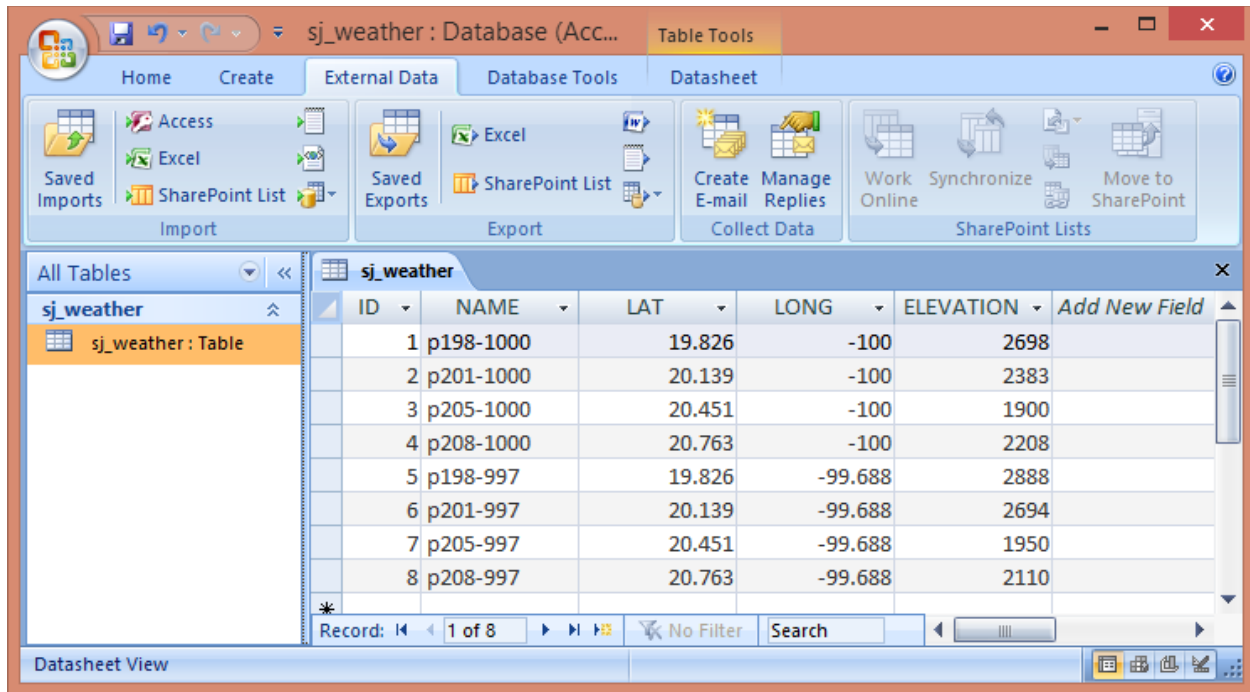 sj_weather : Database (Acc...
Table Tools
Home Create External Data Database Tools Datasheet
Saved Imports
Access
Excel
SharePoint List
Import
Saved Exports
Excel
SharePoint List
Export
Create E-mail
Manage Replies
Collect Data
Work Online
Synchronize
Move to SharePoint
SharePoint Lists
All Tables
sj_weather
sj_weather : Table
sj_weather
ID NAME LAT LONG ELEVATION Add New Field
1 p198-1000 19.826 -100 2698
2 p201-1000 20.139 -100 2383
3 p205-1000 20.451 -100 1900
4 p208-1000 20.763 -100 2208
5 p198-997 19.826 -99.688 2888
6 p201-997 20.139 -99.688 2694
7 p205-997 20.451 -99.688 1950
8 p208-997 20.763 -99.688 2110
Record: 1 of 8 No Filter Search
Datasheet View